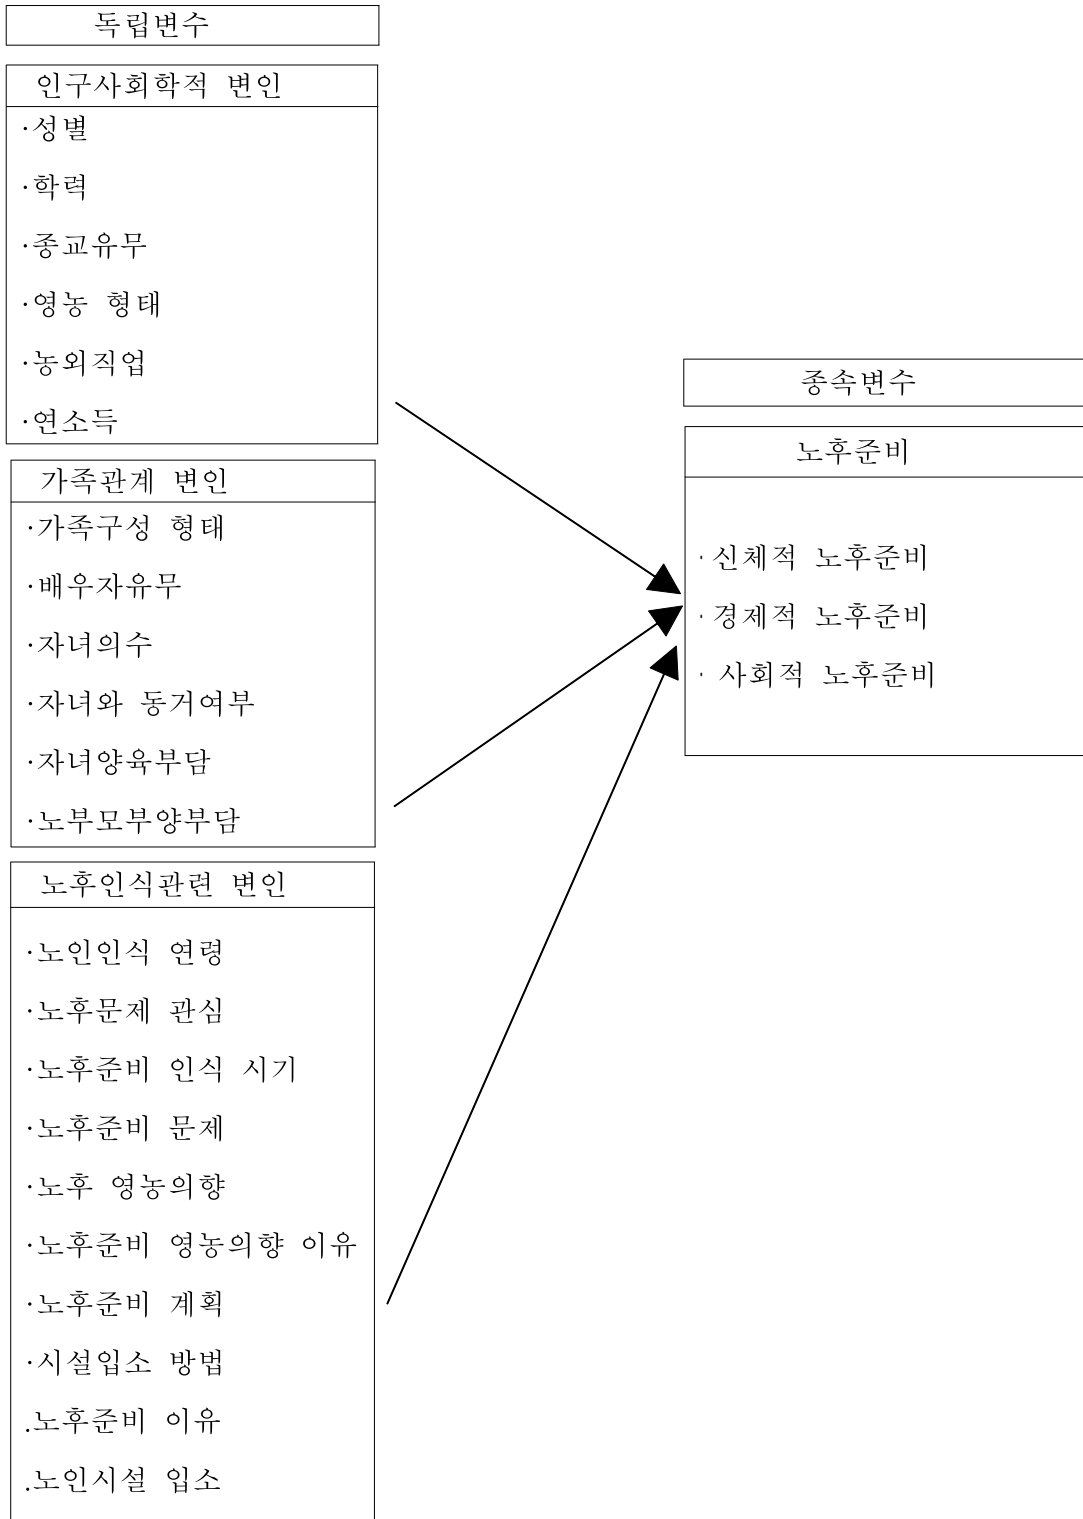 독립변수
인구사회학적 변인
·성별
·학력
·종교유무
·영농 형태
·농외직업
·연소득
가족관계 변인
·가족구성 형태
·배우자유무
·자녀의수
·자녀와 동거여부
·자녀양육부담
·노부모부양부담
노후인식관련 변인
·노인인식 연령
·노후문제 관심
·노후준비 인식 시기
·노후준비 문제
·노후 영농의향
·노후준비 영농의향 이유
·노후준비 계획
·시설입소 방법
.노후준비 이유
.노인시설 입소
종속변수
노후준비
·신체적 노후준비
·경제적 노후준비
· 사회적 노후준비